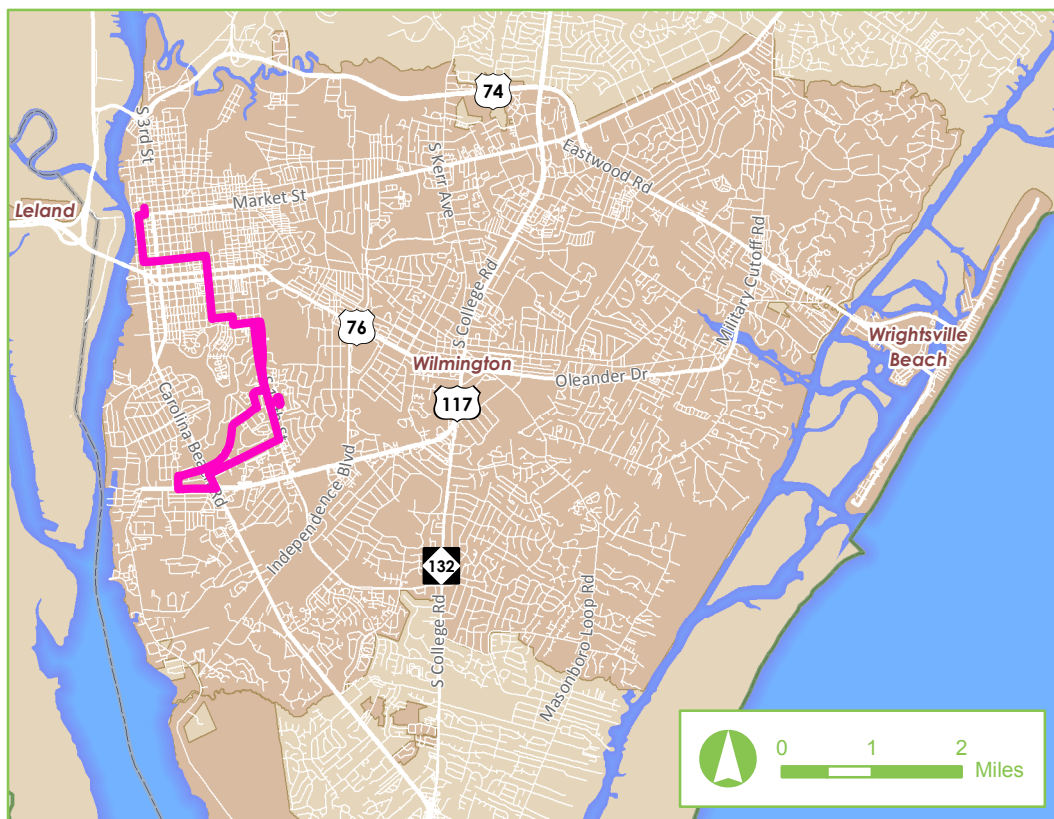 74
S 3rd St
S Kerr Ave
Eastwood Rd
Market St
Leland
Military Cutoff Rd
S College Rd
76
Wrightsville
Beach
Wilmington
Oleander Dr
117
Carolina Beach Rd
Independence Blvd
132
S College Rd
Masonboro Loop Rd
0 1 2
Miles